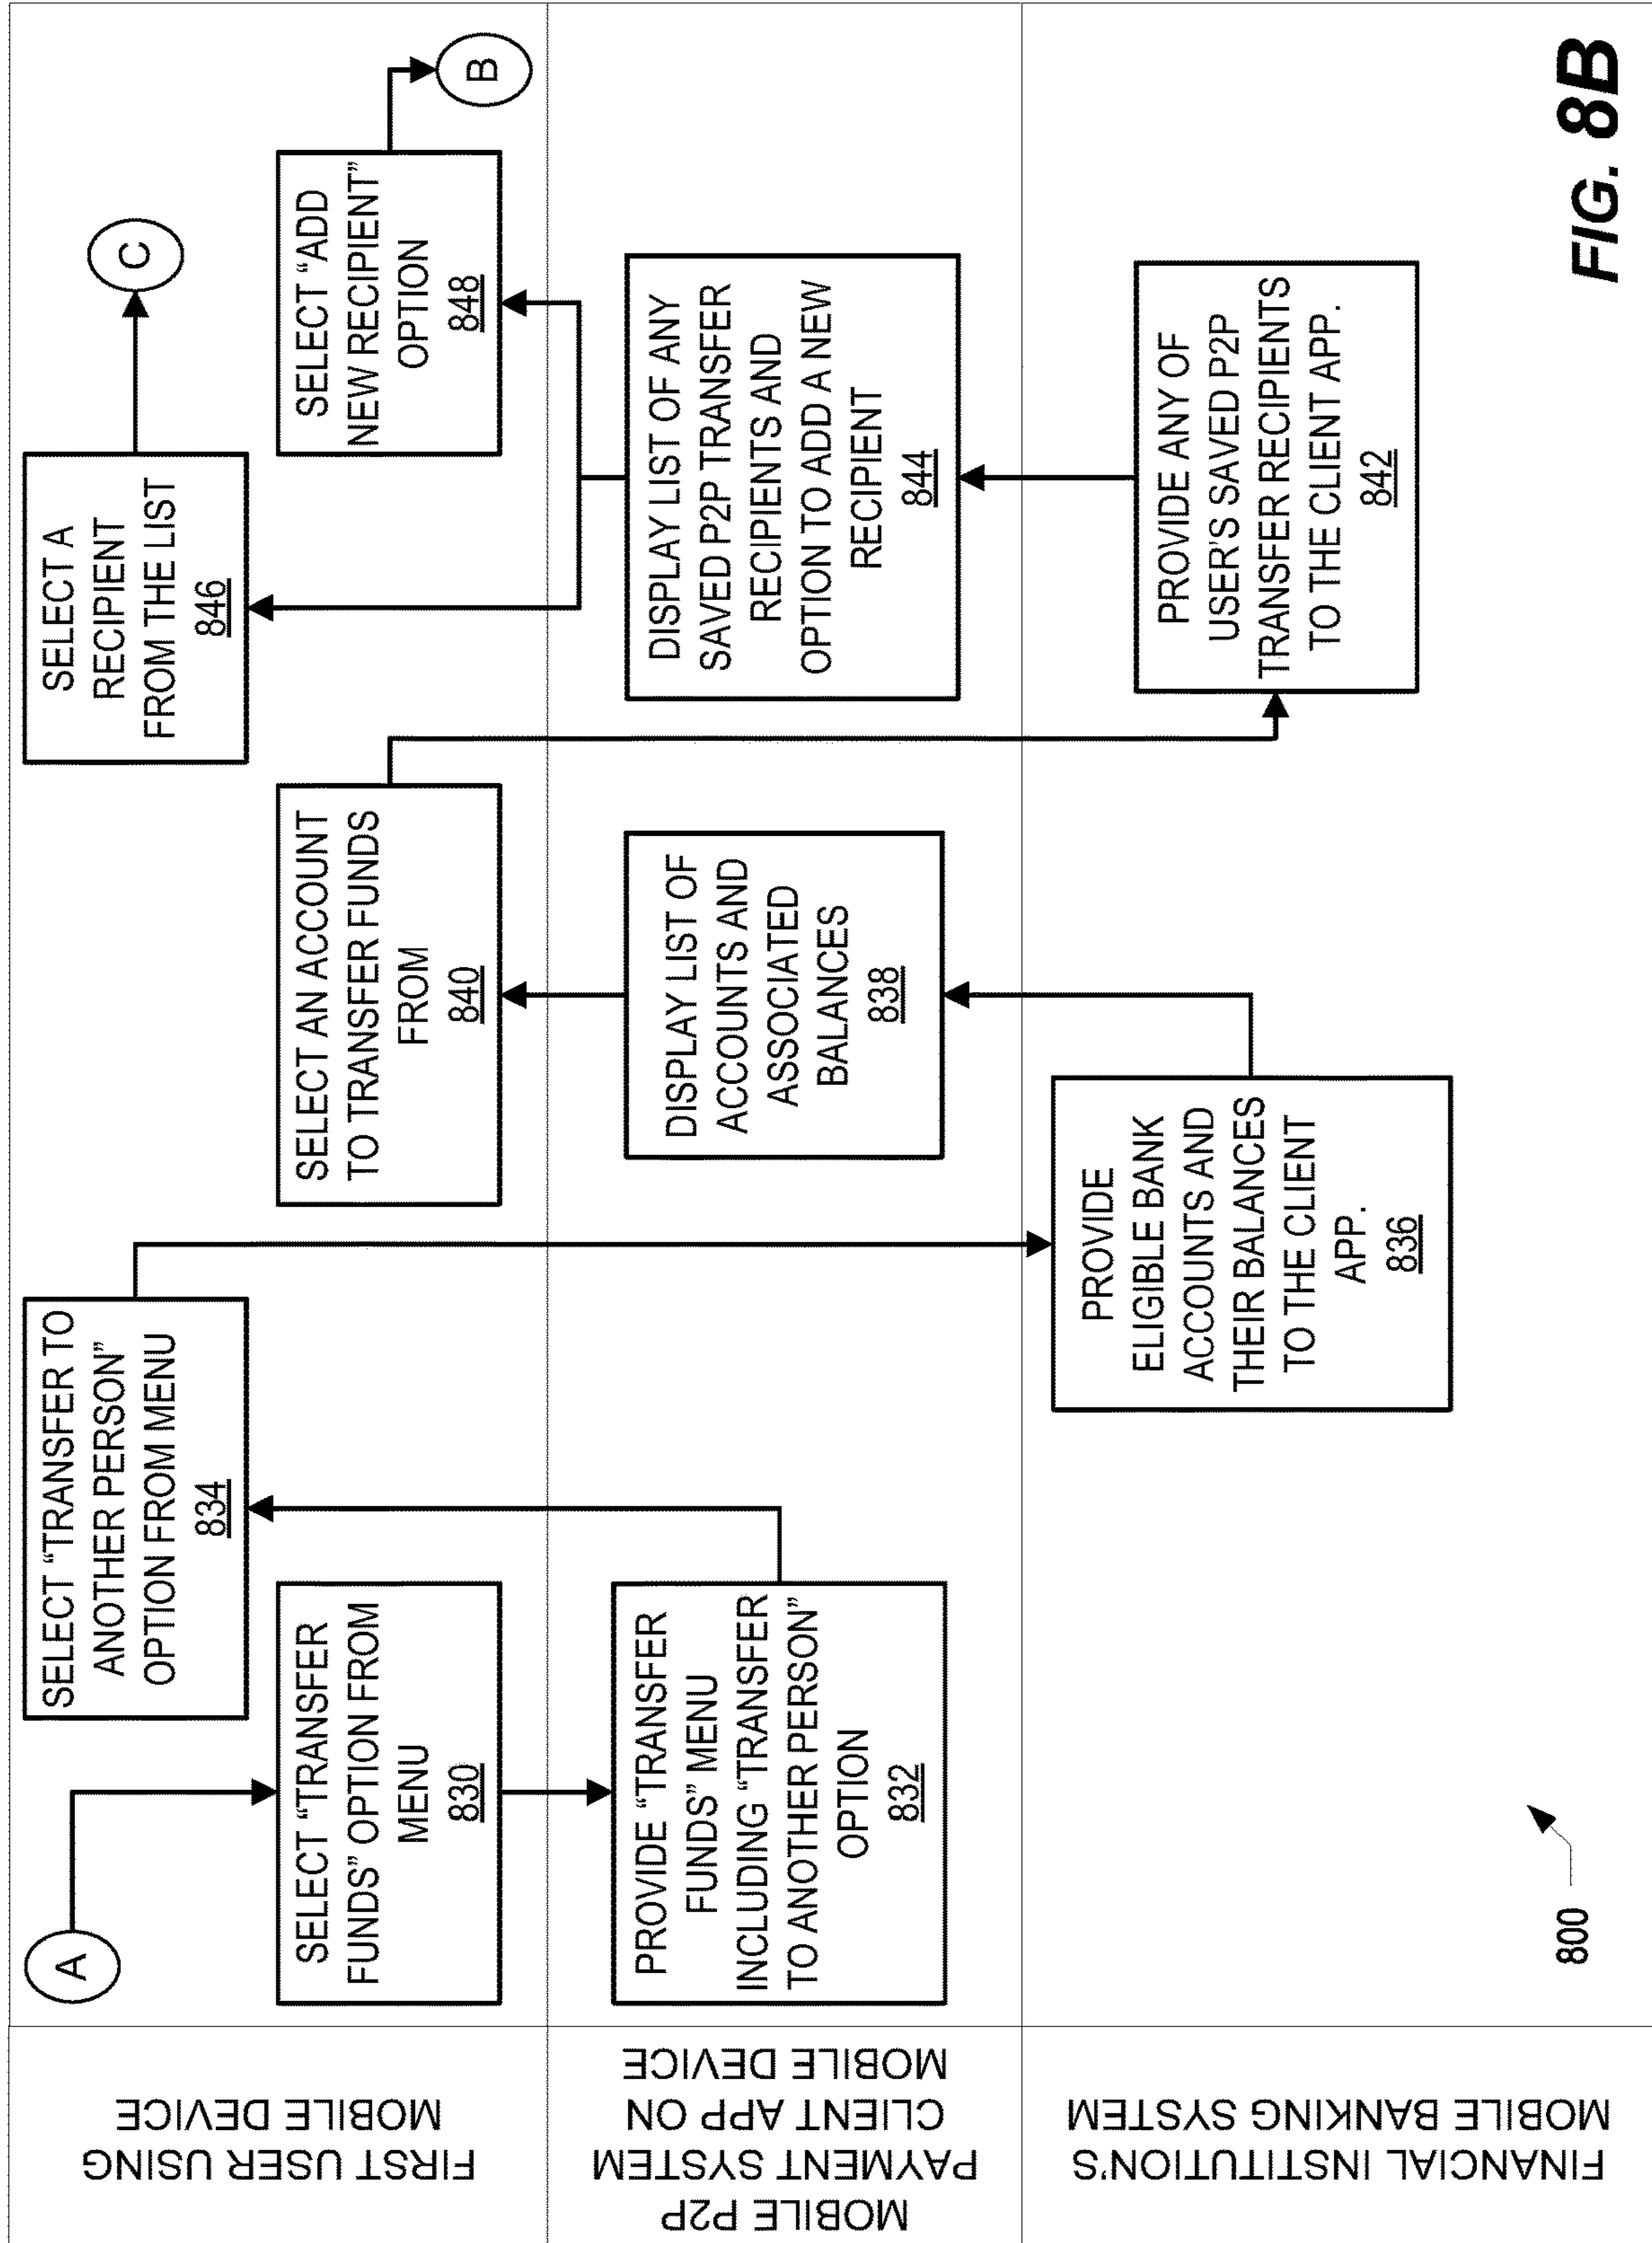 FIRST USER USING
MOBILE DEVICE
MOBILE P2P
PAYMENT SYSTEM
CLIENT APP ON
MOBILE DEVICE
FINANCIAL INSTITUTION'S
MOBILE BANKING SYSTEM
A
SELECT “TRANSFER
FUNDS” OPTION FROM
MENU
830
PROVIDE “TRANSFER
FUNDS” MENU
INCLUDING “TRANSFER
TO ANOTHER PERSON”
OPTION
832
SELECT “TRANSFER TO
ANOTHER PERSON”
OPTION FROM MENU
834
PROVIDE
ELIGIBLE BANK
ACCOUNTS AND
THEIR BALANCES
TO THE CLIENT
APP.
836
DISPLAY LIST OF
ACCOUNTS AND
ASSOCIATED
BALANCES
838
SELECT AN ACCOUNT
TO TRANSFER FUNDS
FROM
840
PROVIDE ANY OF
USER'S SAVED P2P
TRANSFER RECIPIENTS
TO THE CLIENT APP.
842
DISPLAY LIST OF ANY
SAVED P2P TRANSFER
RECIPIENTS AND
OPTION TO ADD A NEW
RECIPIENT
844
SELECT A
RECIPIENT
FROM THE LIST
846
C
SELECT “ADD
NEW RECIPIENT”
OPTION
848
B
800
FIG. 8B